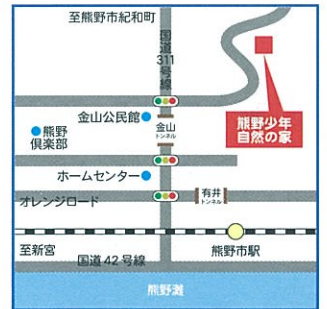 至熊野市紀和町
国道311号線
熊野少年
自然の家
金山公民館
金山
トンネル
熊野
倶楽部
ホームセンター
オレンジロード
有井
トンネル
至新宮
国道42号線
熊野市駅
熊野灘